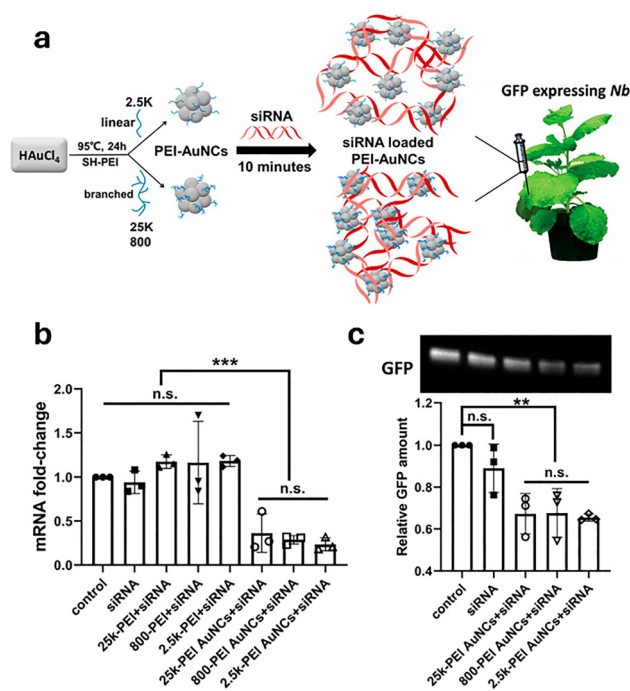 a
2.5K
linear
HAuCl4
95℃, 24h
SH-PEI
branched
25K
800
PEI-AuNCs
siRNA
10 minutes
siRNA loaded
PEI-AuNCs
GFP expressing Nb
b
mRNA fold-change
2.0
1.5
1.0
0.5
0.0
***
n.s.
n.s.
control
siRNA
25k-PEI+siRNA
800-PEI+siRNA
2.5k-PEI+siRNA
25k-PEI AuNCs+siRNA
800-PEI AuNCs+siRNA
2.5k-PEI AuNCs+siRNA
c
GFP
Relative GFP amount
1.2
1.0
0.8
0.6
0.4
**
n.s.
n.s.
control
siRNA
25k-PEI AuNCs+siRNA
800-PEI AuNCs+siRNA
2.5k-PEI AuNCs+siRNA